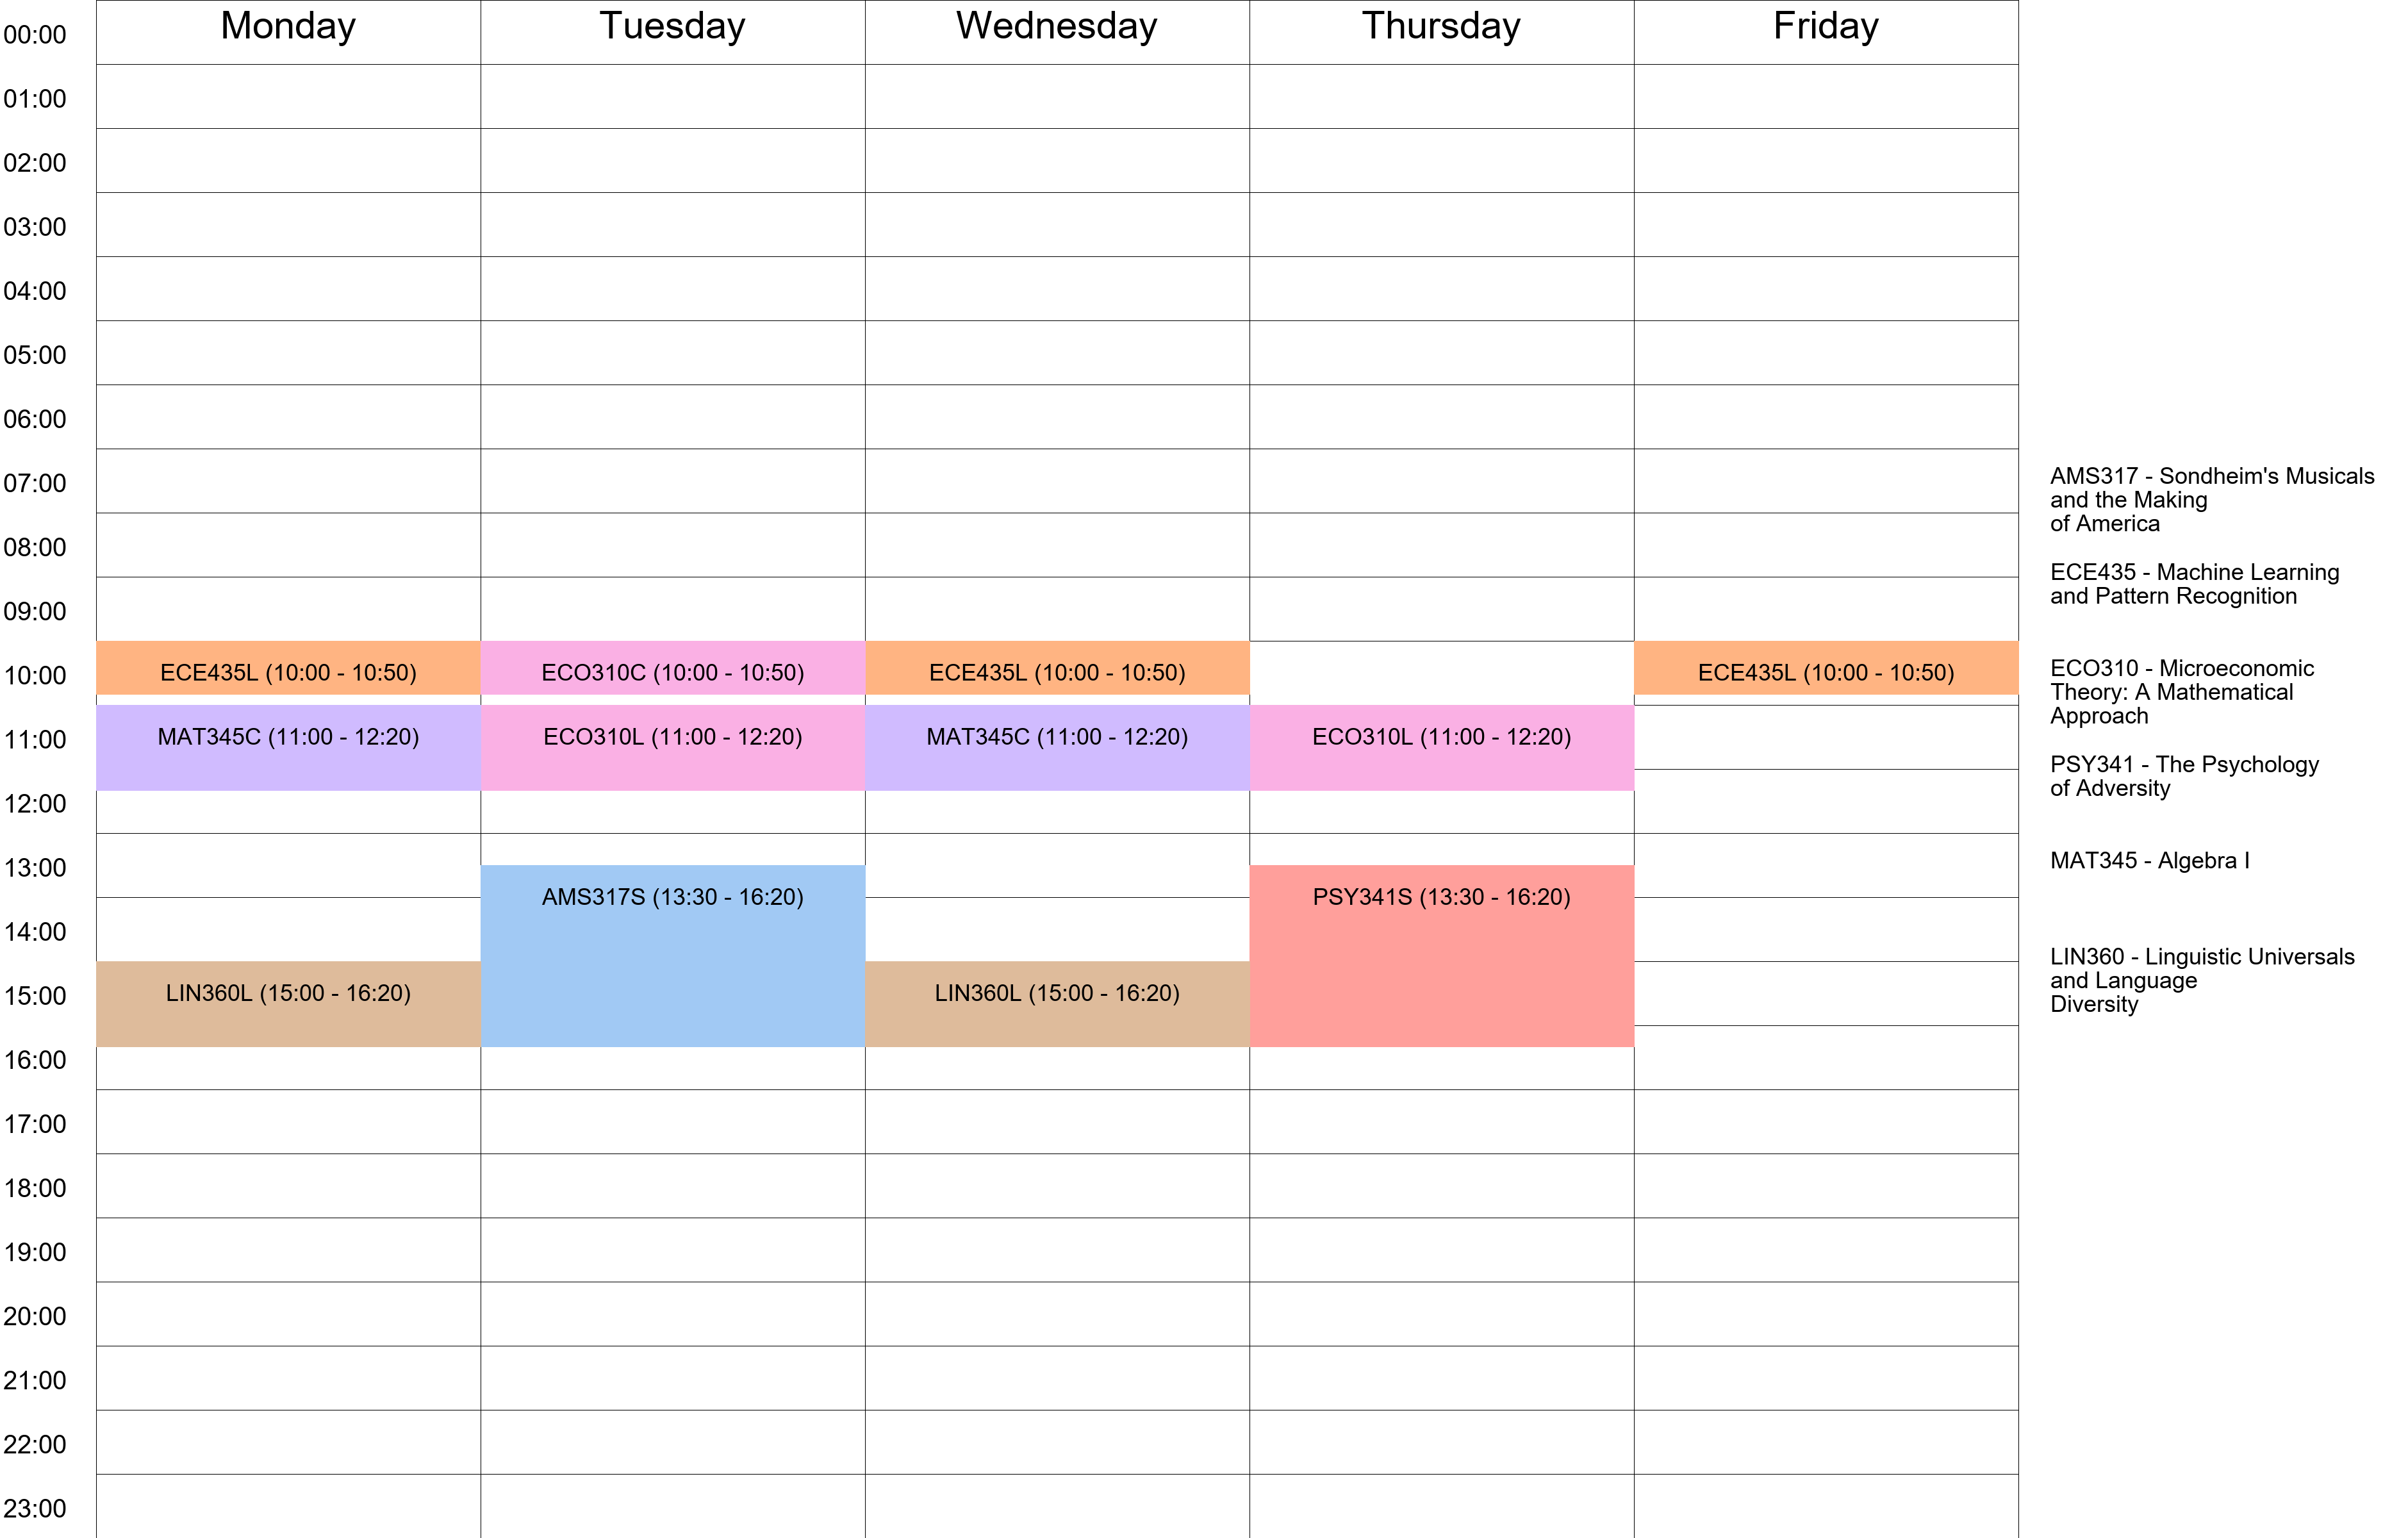 Monday Tuesday Wednesday Thursday Friday
00:00
01:00
02:00
03:00
04:00
05:00
06:00
07:00
08:00
09:00
10:00 ECE435L (10:00 - 10:50) ECO310C (10:00 - 10:50) ECE435L (10:00 - 10:50) ECE435L (10:00 - 10:50)
11:00 MAT345C (11:00 - 12:20) ECO310L (11:00 - 12:20) MAT345C (11:00 - 12:20) ECO310L (11:00 - 12:20)
12:00
13:00
AMS317S (13:30 - 16:20) PSY341S (13:30 - 16:20)
14:00
15:00 LIN360L (15:00 - 16:20) LIN360L (15:00 - 16:20)
16:00
17:00
18:00
19:00
20:00
21:00
22:00
23:00
AMS317 - Sondheim's Musicals
and the Making
of America
ECE435 - Machine Learning
and Pattern Recognition
ECO310 - Microeconomic
Theory: A Mathematical
Approach
PSY341 - The Psychology
of Adversity
MAT345 - Algebra I
LIN360 - Linguistic Universals
and Language
Diversity